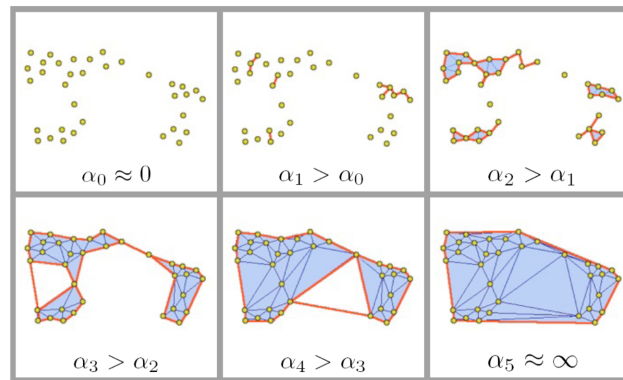 α₀ ≈ 0
α₁ > α₀
α₂ > α₁
α₃ > α₂
α₄ > α₃
α₅ ≈ ∞